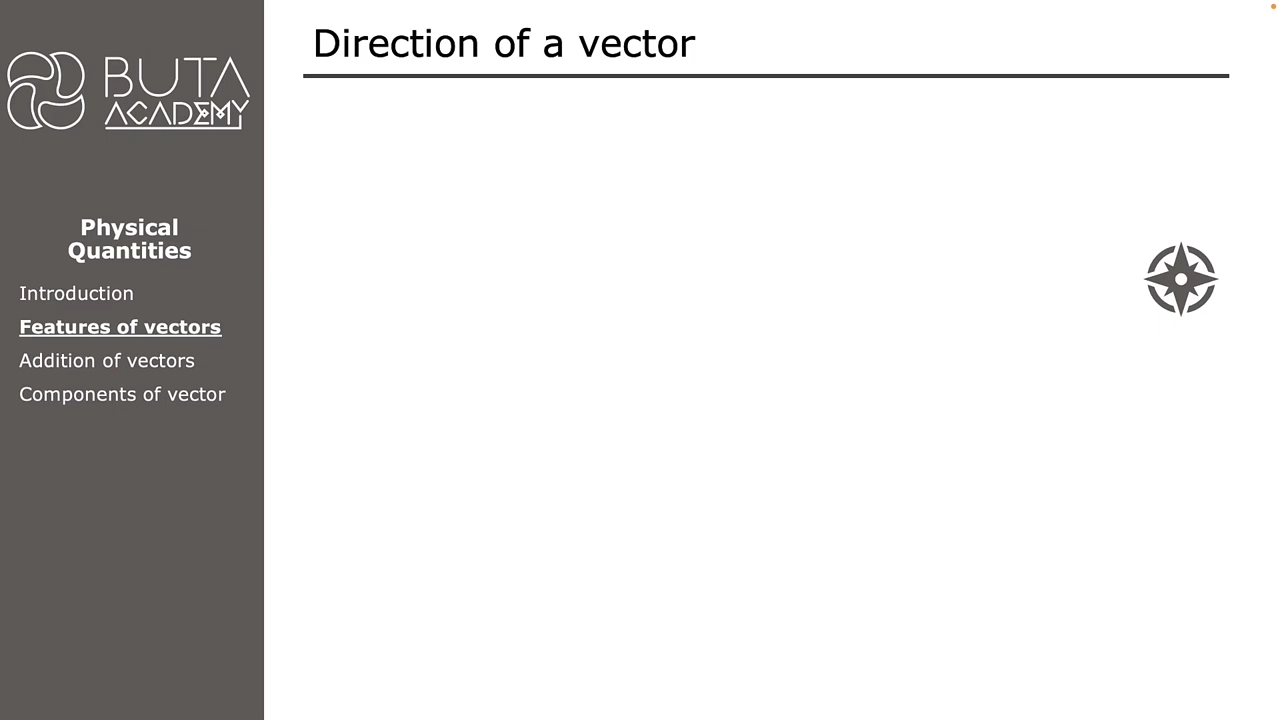 BUTA
ACADEMY
Physical
Quantities
Introduction
Features of vectors
Addition of vectors
Components of vector
Direction of a vector